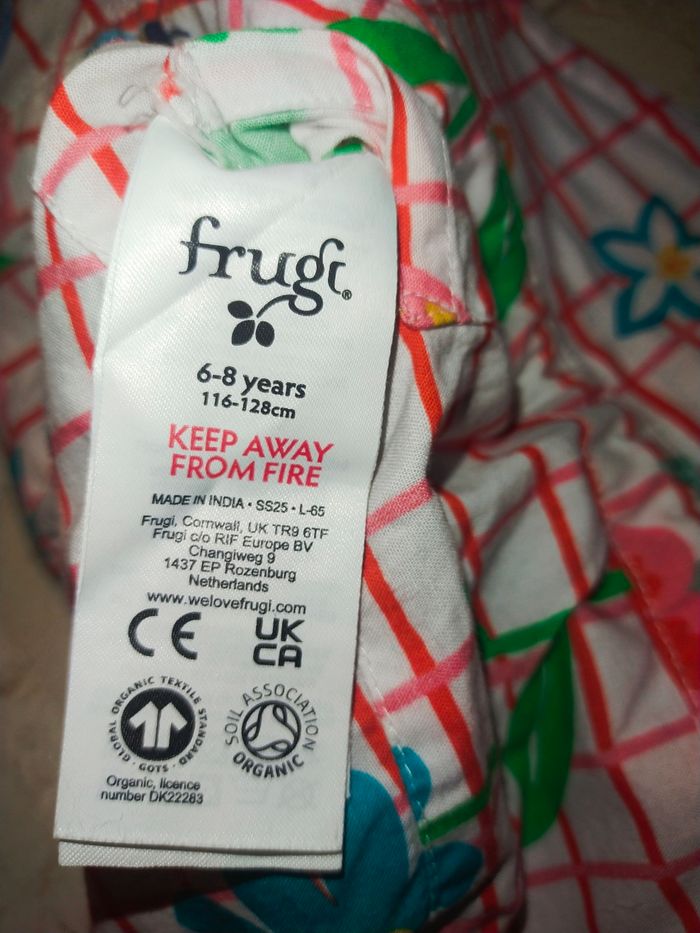 frugi®
6-8 years
116-128cm
KEEP AWAY
FROM FIRE
MADE IN INDIA • SS25 • L-65
Frugi, Cornwall, UK TR9 6TF
Frugi c/o RIF Europe BV
Changiweg 9
1437 EP Rozenburg
Netherlands
www.welovefrugi.com
CE
UK
CA
GLOBAL ORGANIC TEXTILE STANDARD
· GOTS ·
SOIL ASSOCIATION
ORGANIC
Organic, licence
number DK22283